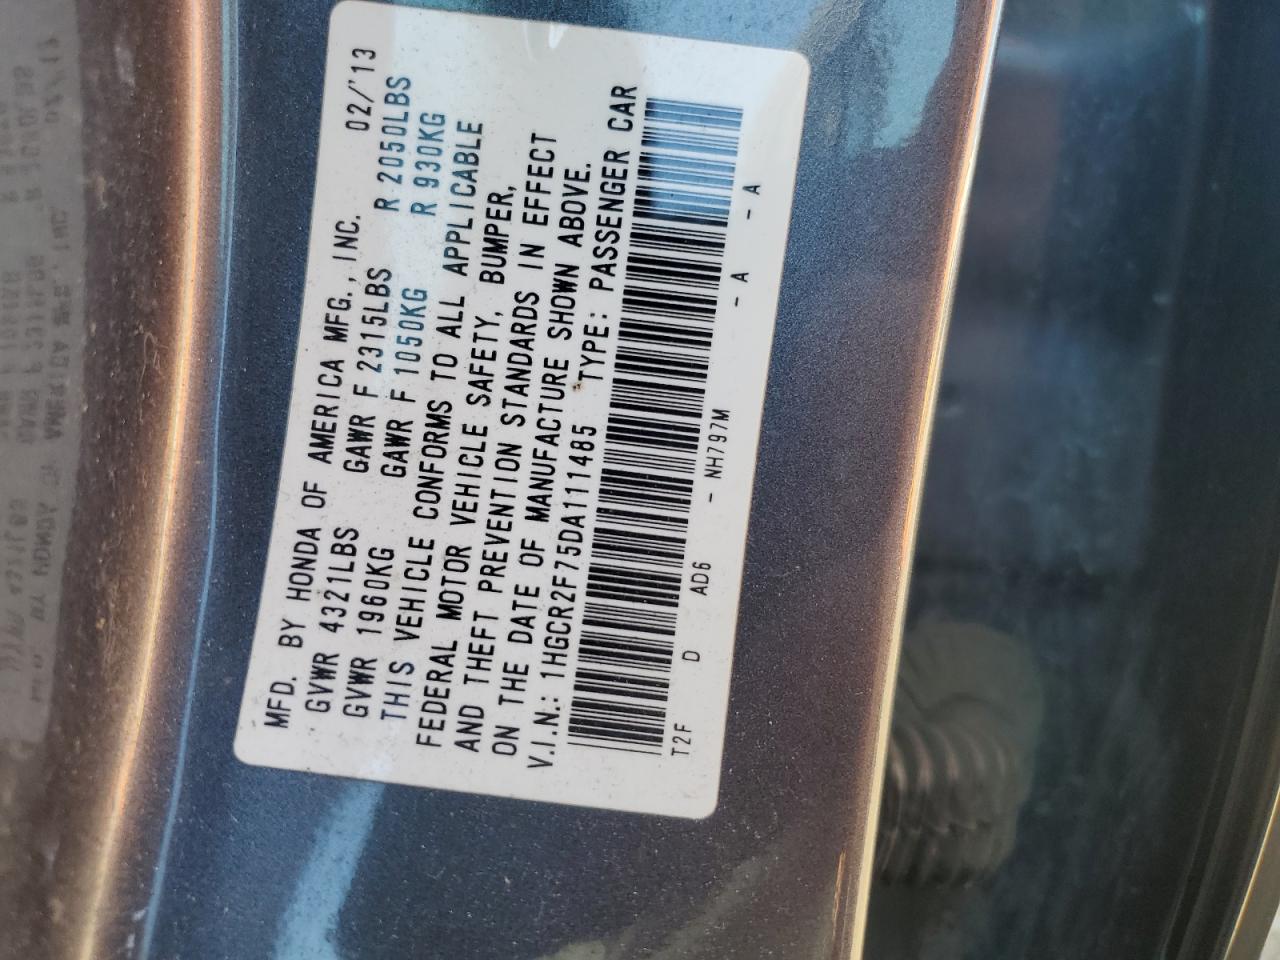 MFD. BY HONDA OF AMERICA MFG., INC. 02/'13
GVWR 4321LBS GAWR F 2315LBS R 2050LBS
GVWR 1960KG GAWR F 1050KG R 930KG
THIS VEHICLE CONFORMS TO ALL APPLICABLE
FEDERAL MOTOR VEHICLE SAFETY, BUMPER,
AND THEFT PREVENTION STANDARDS IN EFFECT
ON THE DATE OF MANUFACTURE SHOWN ABOVE.
V.I.N.: 1HGCR2F75DA111485 TYPE: PASSENGER CAR
T2F D AD6 - NH797M - A - A